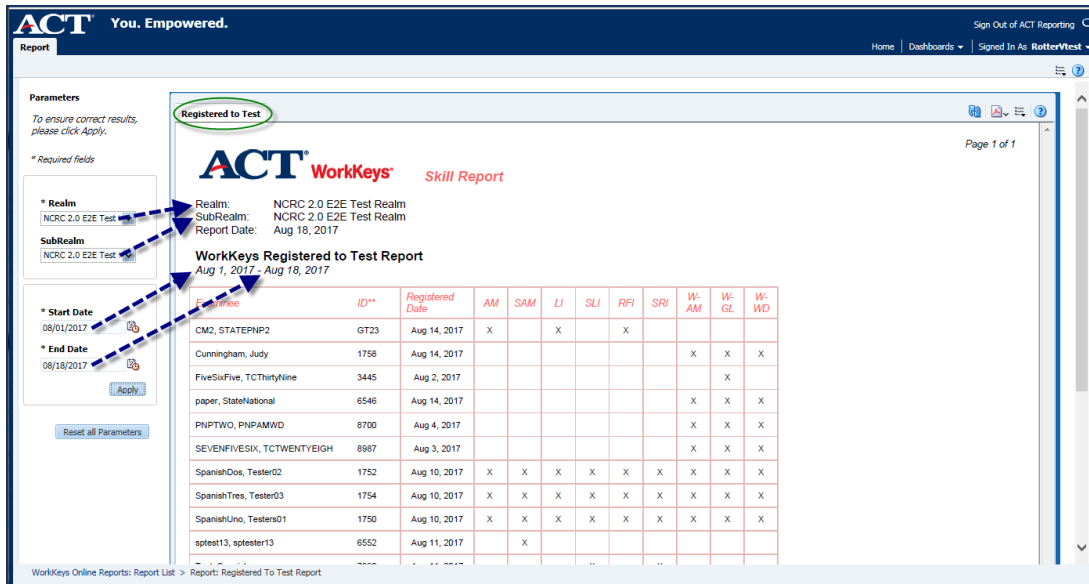 ACT® You. Empowered.
Sign Out of ACT Reporting
Report
Home Dashboards Signed In As RotterVtest
Parameters
To ensure correct results,
please click Apply.
* Required fields
* Realm
NCRC 2.0 E2E Test
SubRealm
NCRC 2.0 E2E Test
* Start Date
08/01/2017
* End Date
08/18/2017
Apply
Reset all Parameters
Registered to Test
Page 1 of 1
ACT® WorkKeys® Skill Report
Realm: NCRC 2.0 E2E Test Realm
SubRealm: NCRC 2.0 E2E Test Realm
Report Date: Aug 18, 2017
WorkKeys Registered to Test Report
Aug 1, 2017 - Aug 18, 2017
ID** Registered Date AM SAM LI SLI RFI SRI W-AM W-GL W-WD
CM2, STATEPNP2 GT23 Aug 14, 2017 X X X
Cunningham, Judy 1758 Aug 14, 2017 X X X
FiveSixFive, TCThirtyNine 3445 Aug 2, 2017 X
paper, StateNational 6546 Aug 14, 2017 X X X
PNPTWO, PNPAMWD 8700 Aug 4, 2017 X X X
SEVENFIVESIX, TCTWENTYEIGH 8987 Aug 3, 2017 X X X
SpanishDos, Tester02 1752 Aug 10, 2017 X X X X X X X X X
SpanishTres, Tester03 1754 Aug 10, 2017 X X X X X X X X X
SpanishUno, Testers01 1750 Aug 10, 2017 X X X X X X X X X
sptest13, sptester13 6552 Aug 11, 2017 X
WorkKeys Online Reports: Report List > Report: Registered To Test Report